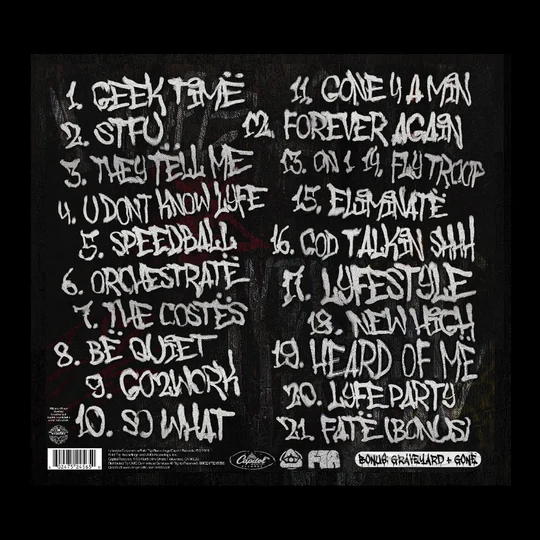 1. GEEK TIMË
2. STFU
3. THEY TËLL ME
4. U DONT KNOW LYFE
5. SPEEDBALL
6. ORCHESTRATË
7. THE COSTËS
8. BË QUIET
9. GO2WORK
10. SO WHAT
11. GONE 4 A MIN
12. FOREVER AGAIN
13. ON 1 14. FLY TROOP
15. ELIMINATË
16. GOD TALKIN SHHH
17. LYFESTYLE
18. NEW HIGH
19. HEARD OF MË
20. LYFE PARTY
21. FATË (BONUS)
Capitol
BONUS: GRAVEYARD + GONË